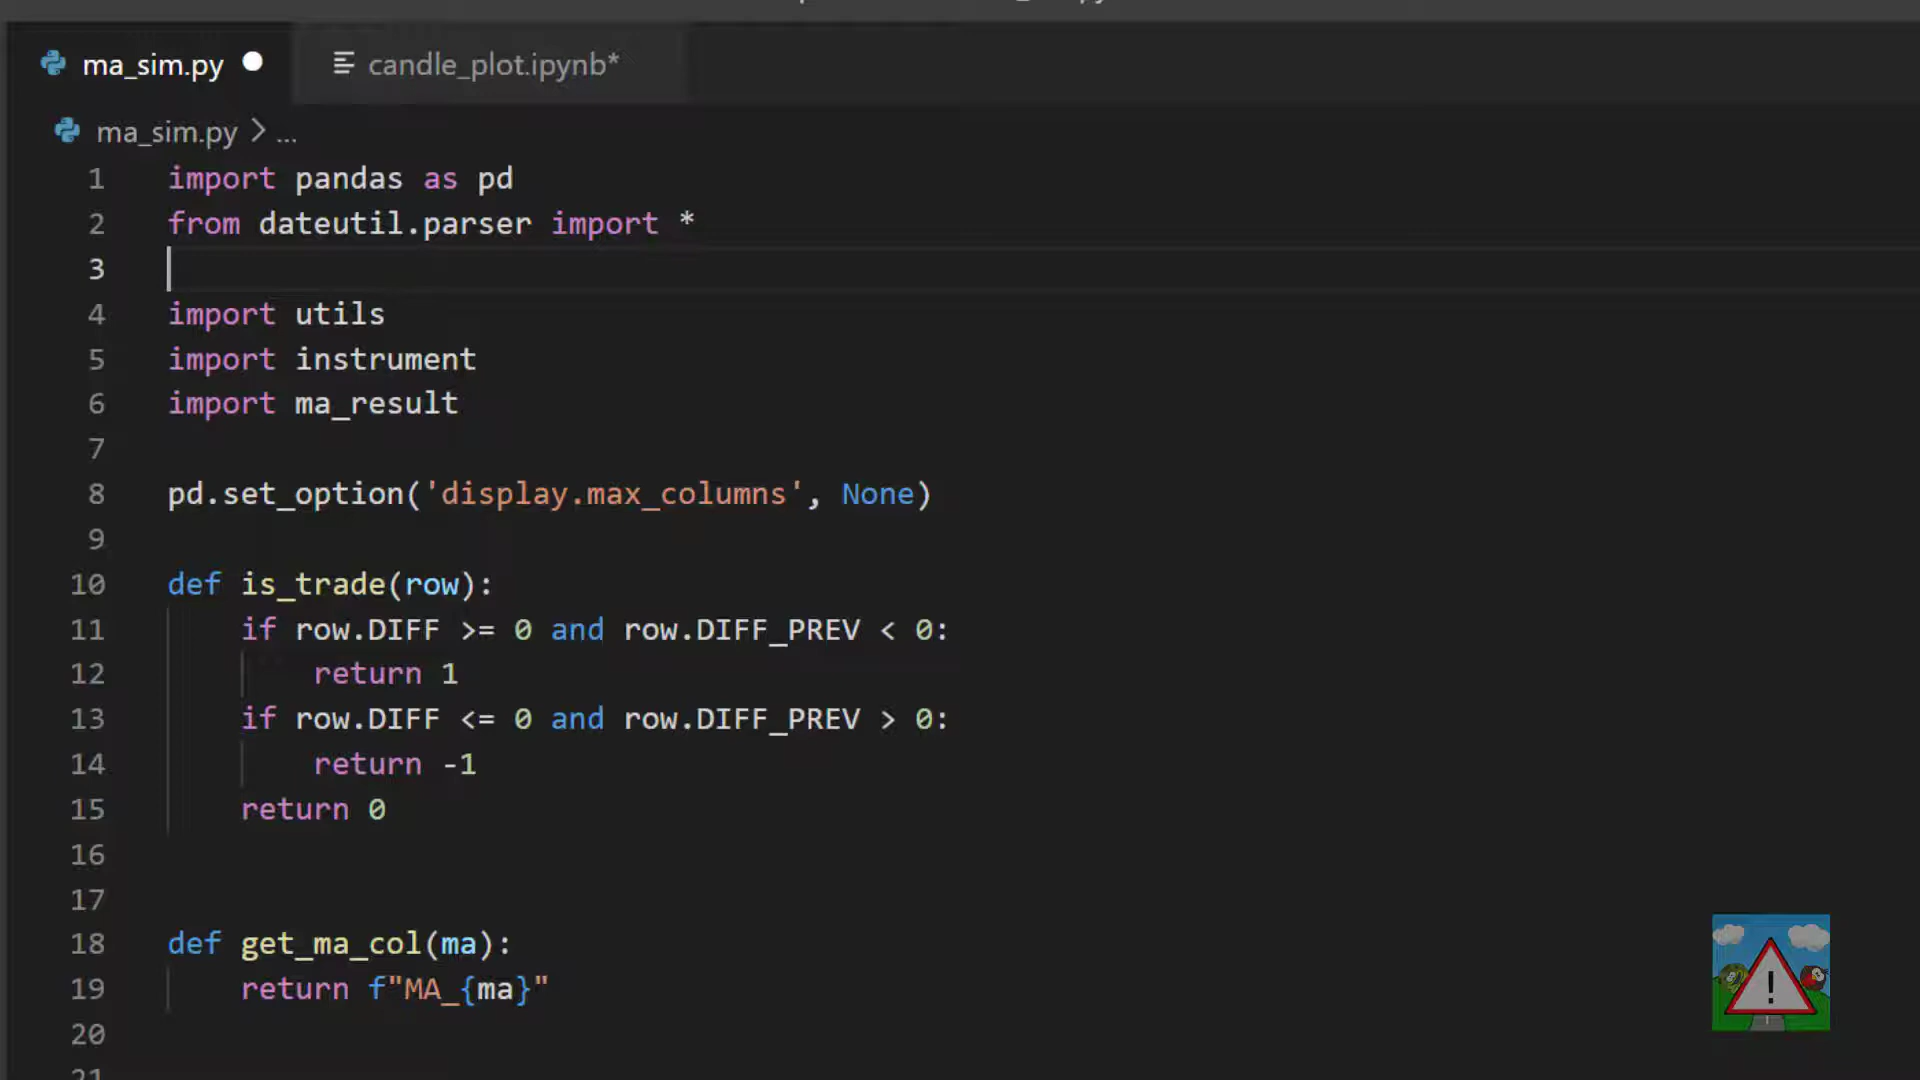 ma_sim.py
candle_plot.ipynb*
ma_sim.py > ...
1 import pandas as pd
2 from dateutil.parser import *
3
4 import utils
5 import instrument
6 import ma_result
7
8 pd.set_option('display.max_columns', None)
9
10 def is_trade(row):
11     if row.DIFF >= 0 and row.DIFF_PREV < 0:
12         return 1
13     if row.DIFF <= 0 and row.DIFF_PREV > 0:
14         return -1
15     return 0
16
17
18 def get_ma_col(ma):
19     return f"MA_{ma}"
20
21
!